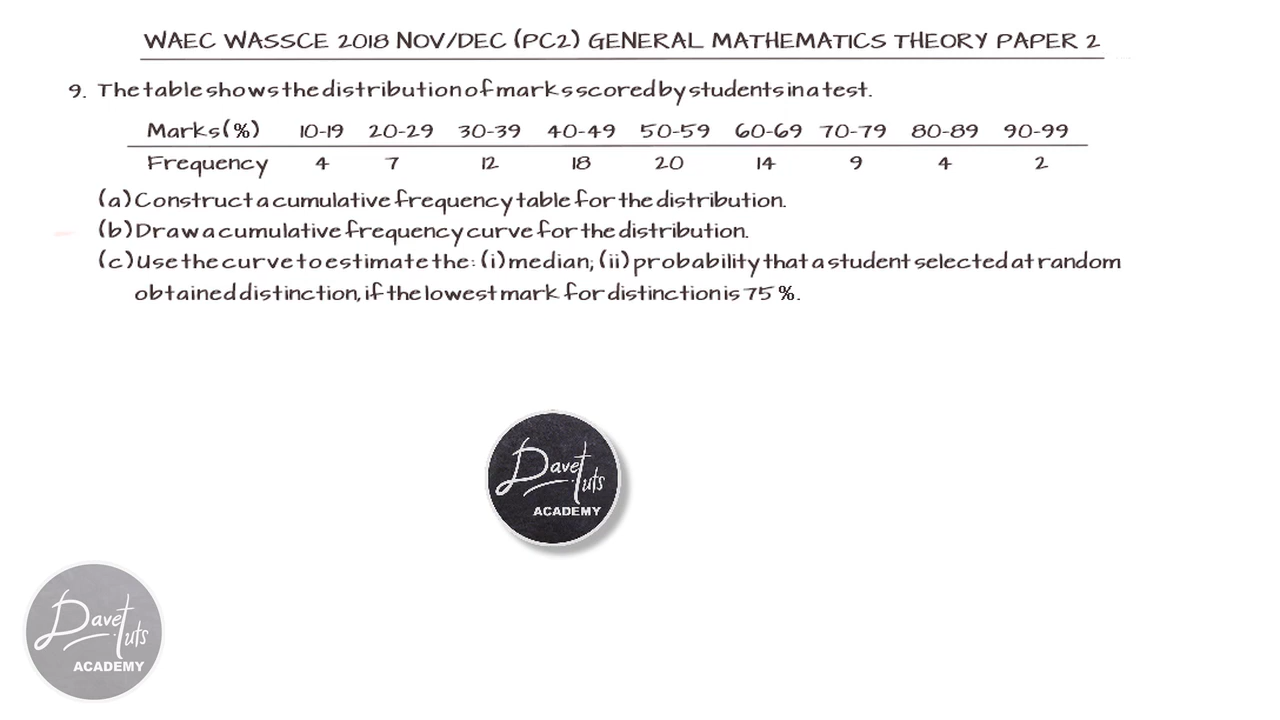 WAEC WASSCE 2018 NOV/DEC (PC2) GENERAL MATHEMATICS THEORY PAPER 2
9. The table shows the distribution of marks scored by students in a test.
Marks(%) 10-19 20-29 30-39 40-49 50-59 60-69 70-79 80-89 90-99
Frequency 4 7 12 18 20 14 9 4 2
(a) Construct a cumulative frequency table for the distribution.
(b) Draw a cumulative frequency curve for the distribution.
(c) Use the curve to estimate the: (i) median; (ii) probability that a student selected at random
obtained distinction, if the lowest mark for distinction is 75 %.
Dave Tuts
ACADEMY
Dave Tuts
ACADEMY